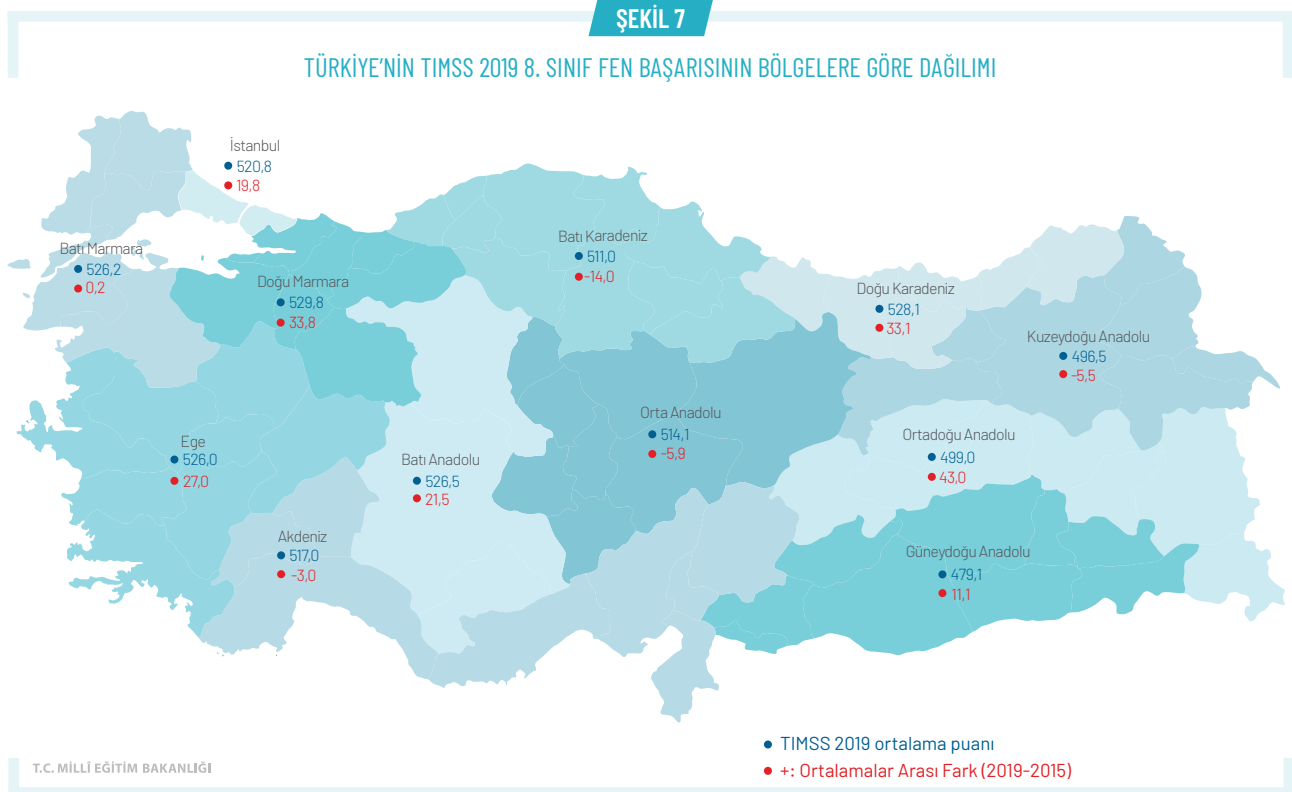 ŞEKİL 7
TÜRKİYE'NİN TIMSS 2019 8. SINIF FEN BAŞARISININ BÖLGELERE GÖRE DAĞILIMI
İstanbul
520,8
19,8
Batı Marmara
526,2
0,2
Doğu Marmara
529,8
33,8
Batı Karadeniz
511,0
-14,0
Doğu Karadeniz
528,1
33,1
Kuzeydoğu Anadolu
496,5
-5,5
Ege
526,0
27,0
Batı Anadolu
526,5
21,5
Orta Anadolu
514,1
-5,9
Ortadoğu Anadolu
499,0
43,0
Akdeniz
517,0
-3,0
Güneydoğu Anadolu
479,1
11,1
TIMSS 2019 ortalama puanı
+: Ortalamalar Arası Fark (2019-2015)
T.C. MİLLÎ EĞİTİM BAKANLIĞI